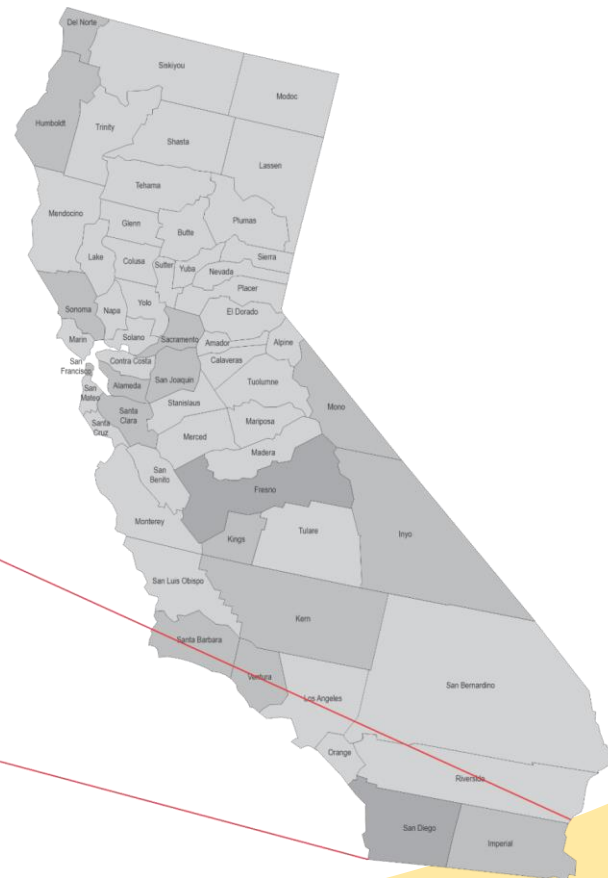 Del Norte
Siskiyou
Modoc
Humboldt
Trinity
Shasta
Lassen
Tehama
Mendocino
Plumas
Glenn
Butte
Lake
Colusa
Sutter
Yuba
Sierra
Nevada
Placer
Sonoma
Napa
Yolo
El Dorado
Sacramento
Solano
Marin
Amador
Alpine
Calaveras
San
Francisco
Contra Costa
Alameda
San Joaquin
Tuolumne
San
Mateo
Santa
Clara
Santa
Cruz
Stanislaus
Mono
Merced
Mariposa
Madera
San
Benito
Fresno
Monterey
Kings
Tulare
Inyo
San Luis Obispo
Kern
Santa Barbara
Ventura
Los Angeles
San Bernardino
Orange
Riverside
San Diego
Imperial